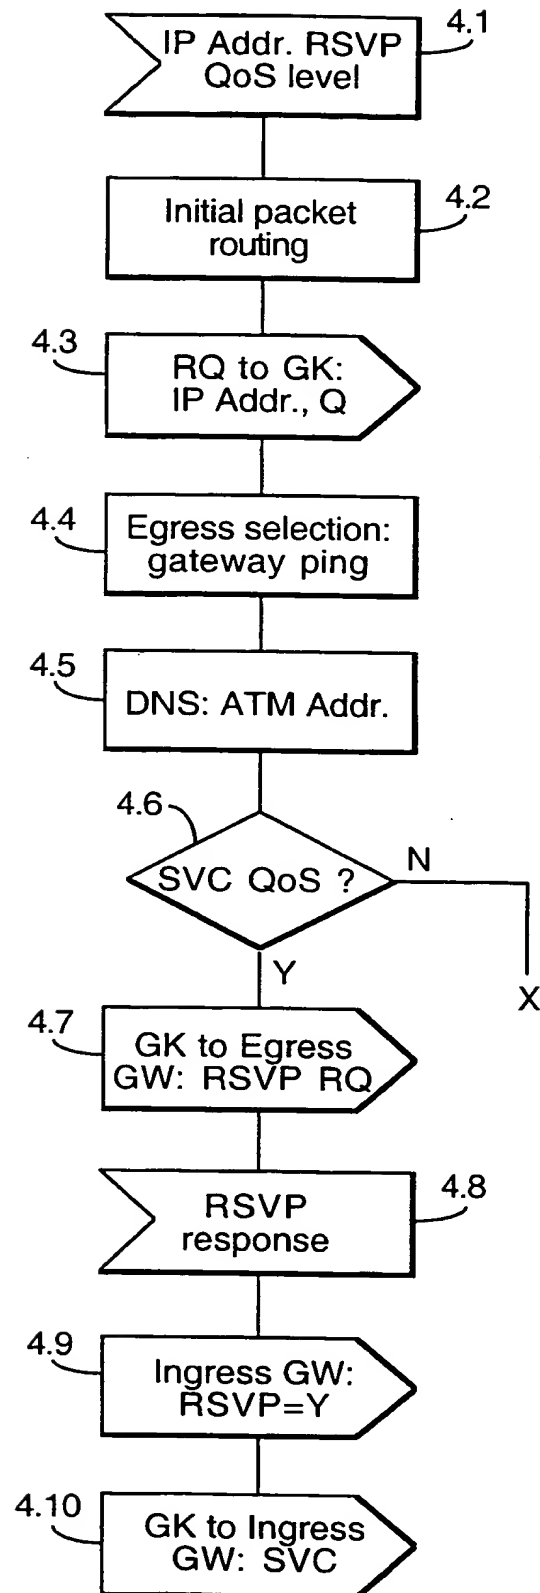 4.1
IP Addr. RSVP
QoS level
4.2
Initial packet
routing
4.3
RQ to GK:
IP Addr., Q
4.4
Egress selection:
gateway ping
4.5
DNS: ATM Addr.
4.6
SVC QoS ?
N
X
Y
4.7
GK to Egress
GW: RSVP RQ
4.8
RSVP
response
4.9
Ingress GW:
RSVP=Y
4.10
GK to Ingress
GW: SVC